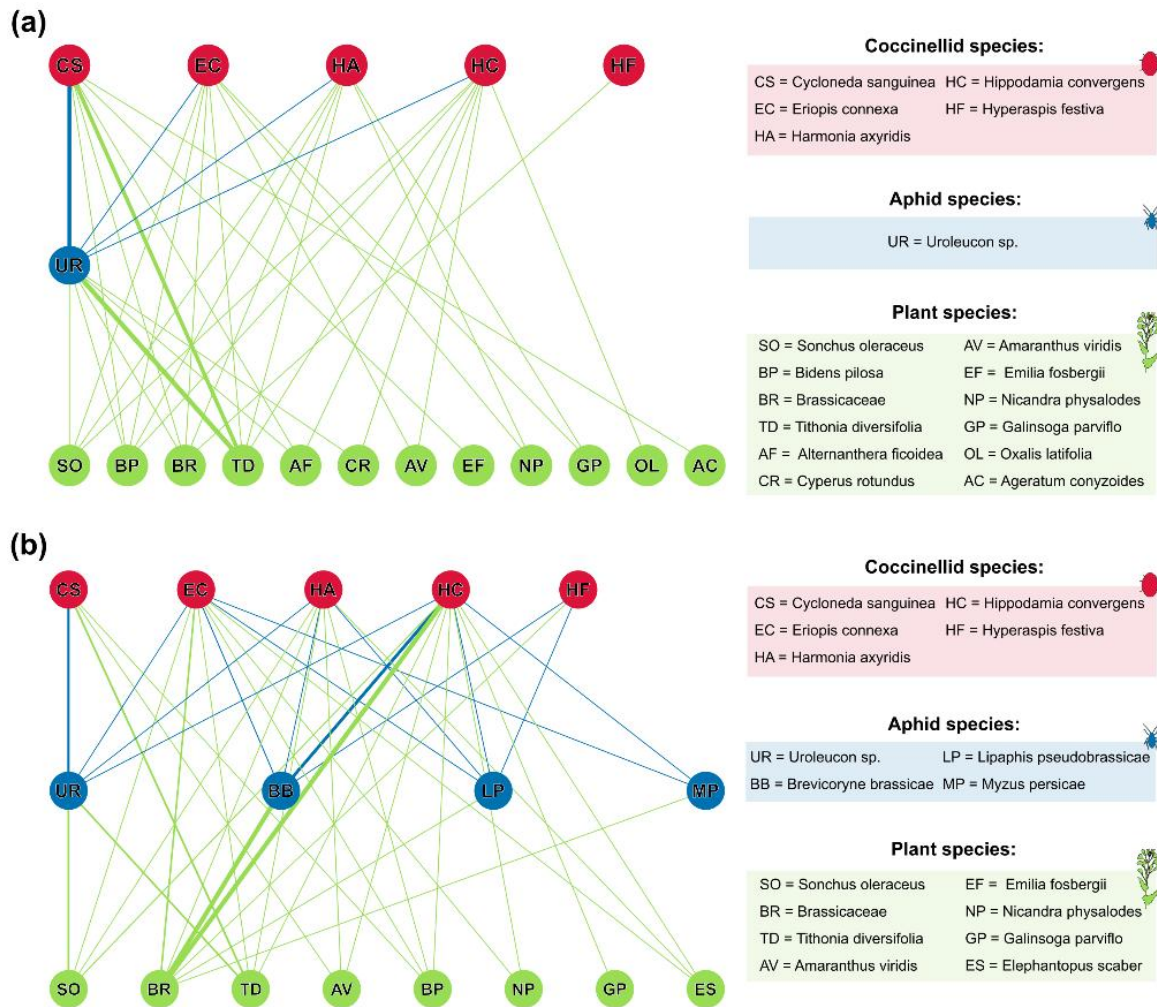 (a)
CS EC HA HC HF
UR
SO BP BR TD AF CR AV EF NP GP OL AC
Coccinellid species:
CS = Cycloneda sanguinea HC = Hippodamia convergens
EC = Eriopis connexa HF = Hyperaspis festiva
HA = Harmonia axyridis
Aphid species:
UR = Uroleucon sp.
Plant species:
SO = Sonchus oleraceus AV = Amaranthus viridis
BP = Bidens pilosa EF = Emilia fosbergii
BR = Brassicaceae NP = Nicandra physalodes
TD = Tithonia diversifolia GP = Galinsoga parviflo
AF = Alternanthera ficoidea OL = Oxalis latifolia
CR = Cyperus rotundus AC = Ageratum conyzoides
(b)
CS EC HA HC HF
UR BB LP MP
SO BR TD AV BP NP GP ES
Coccinellid species:
CS = Cycloneda sanguinea HC = Hippodamia convergens
EC = Eriopis connexa HF = Hyperaspis festiva
HA = Harmonia axyridis
Aphid species:
UR = Uroleucon sp. LP = Lipaphis pseudobrassicae
BB = Brevicoryne brassicae MP = Myzus persicae
Plant species:
SO = Sonchus oleraceus EF = Emilia fosbergii
BR = Brassicaceae NP = Nicandra physalodes
TD = Tithonia diversifolia GP = Galinsoga parviflo
AV = Amaranthus viridis ES = Elephantopus scaber